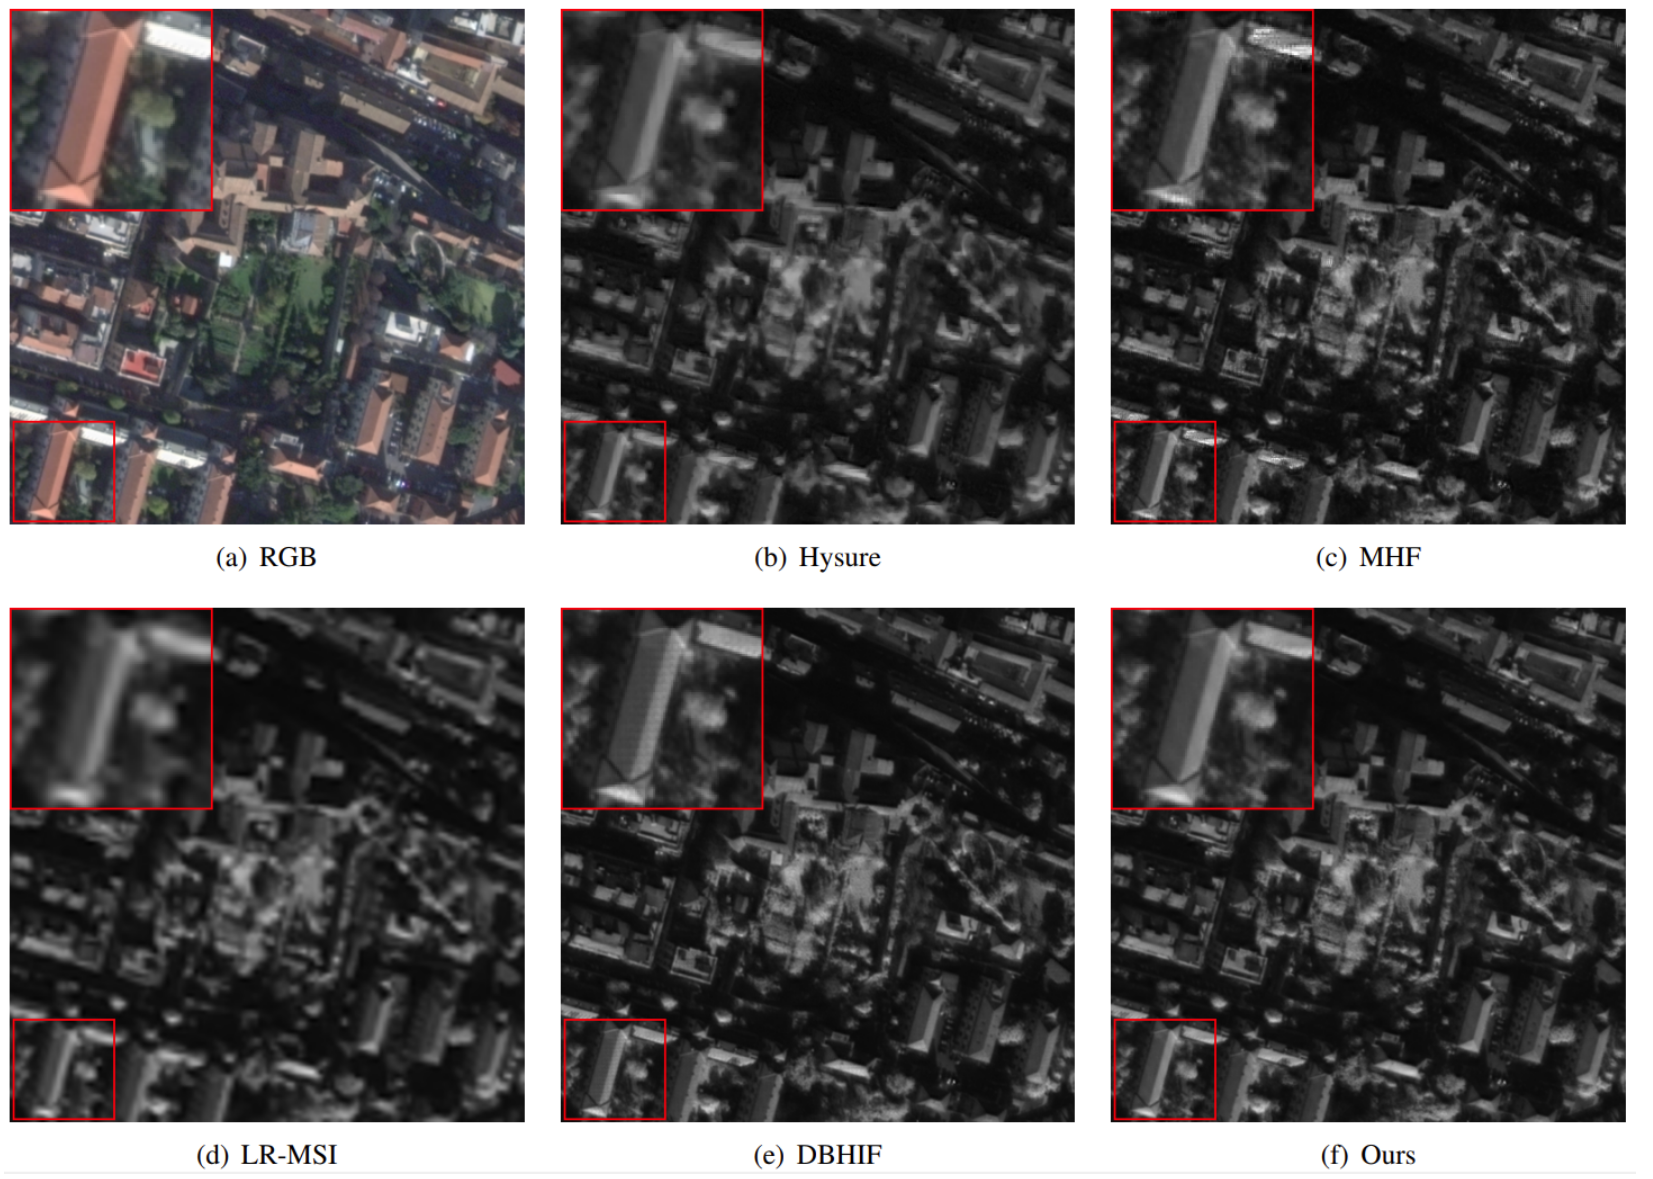 (a) RGB
(b) Hysure
(c) MHF
(d) LR-MSI
(e) DBHIF
(f) Ours